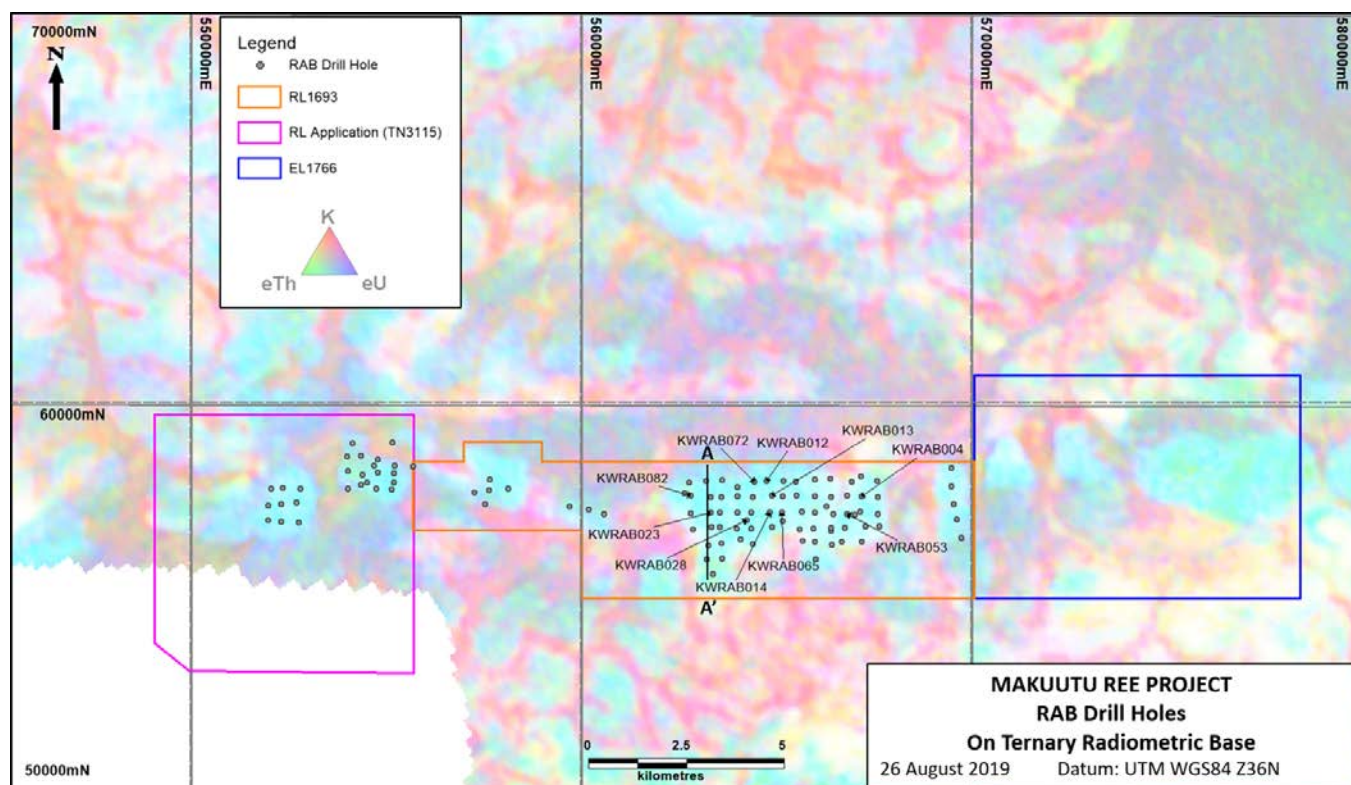 70000mN
550000mE
560000mE
570000mE
580000mE
N
Legend
RAB Drill Hole
RL1693
RL Application (TN3115)
EL1766
K
eTh
eU
60000mN
KWRAB072
KWRAB012
KWRAB013
KWRAB004
A
KWRAB082
KWRAB023
KWRAB028
KWRAB014
KWRAB065
KWRAB053
A'
0 2.5 5
kilometres
50000mN
MAKUUTU REE PROJECT
RAB Drill Holes
On Ternary Radiometric Base
26 August 2019 Datum: UTM WGS84 Z36N